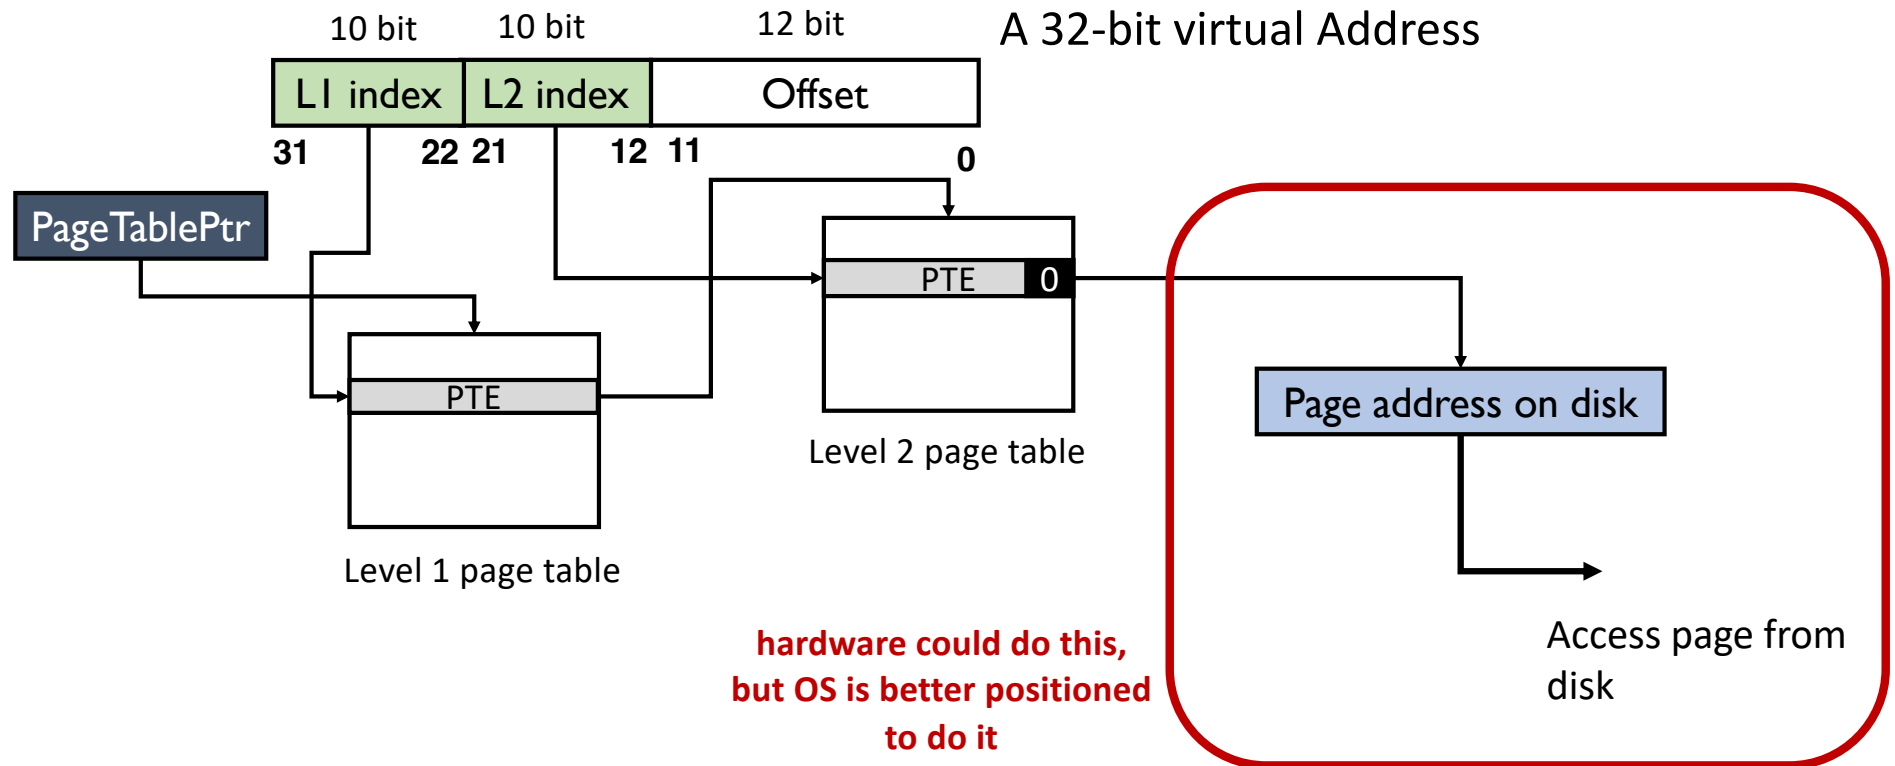 10 bit
10 bit
12 bit
A 32-bit virtual Address
L1 index
L2 index
Offset
31
22
21
12
11
0
PageTablePtr
PTE
0
PTE
Page address on disk
Level 2 page table
Level 1 page table
hardware could do this,
but OS is better positioned
to do it
Access page from
disk